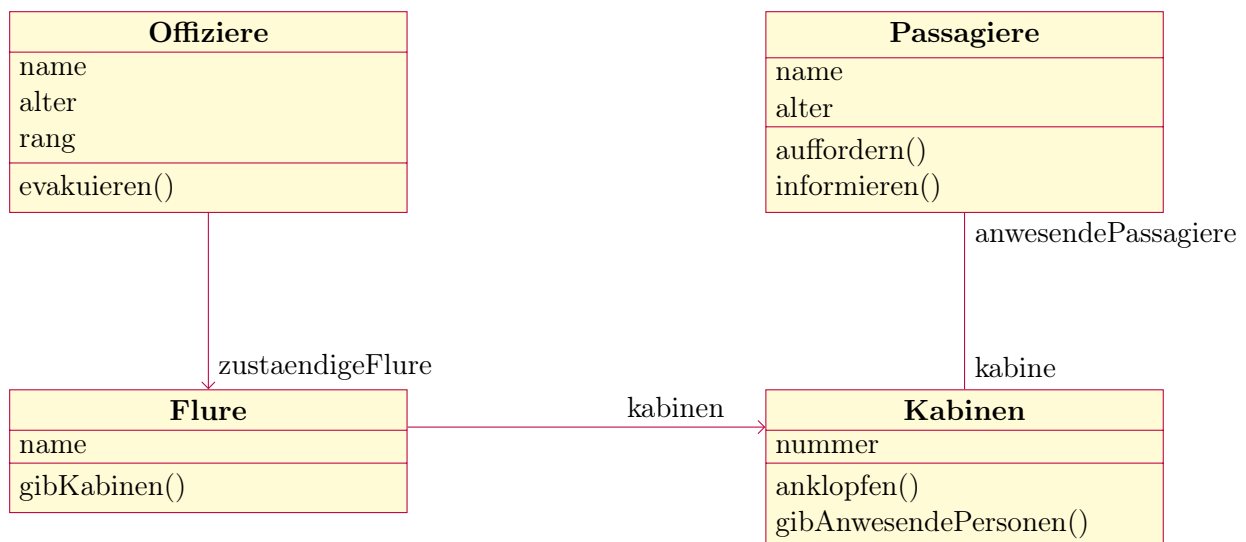 Offiziere
name
alter
rang
evakuieren()
Passagiere
name
alter
auffordern()
informieren()
anwesendePassagiere
zustaendigeFlure
kabine
Flure
name
gibKabinen()
kabinen
Kabinen
nummer
anklopfen()
gibAnwesendePersonen()